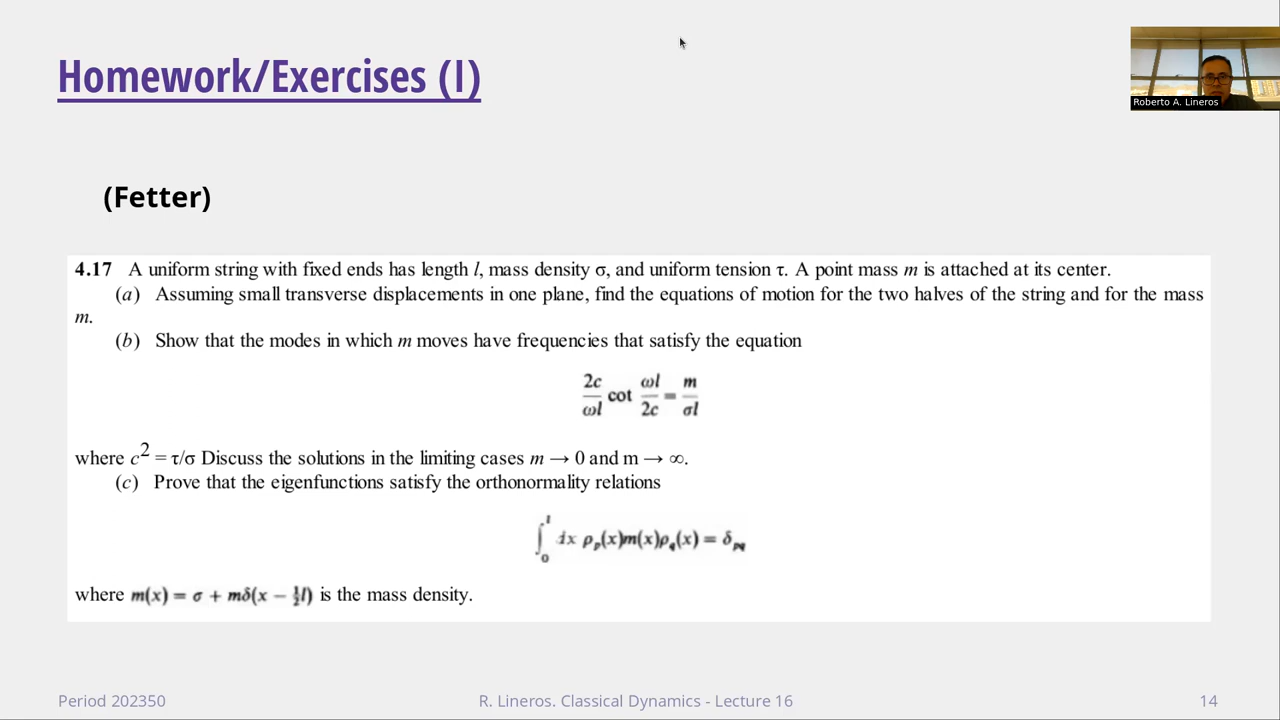 Homework/Exercises (I)
Roberto A. Lineros
(Fetter)
4.17 A uniform string with fixed ends has length l, mass density σ, and uniform tension τ. A point mass m is attached at its center.
(a) Assuming small transverse displacements in one plane, find the equations of motion for the two halves of the string and for the mass
m.
(b) Show that the modes in which m moves have frequencies that satisfy the equation
2c/ωl cot ωl/2c = m/σl
where c² = τ/σ Discuss the solutions in the limiting cases m → 0 and m → ∞.
(c) Prove that the eigenfunctions satisfy the orthonormality relations
∫₀ˡ dx ρₚ(x)m(x)ρ_q(x) = δ_pq
where m(x) = σ + mδ(x − ½l) is the mass density.
Period 202350
R. Lineros. Classical Dynamics - Lecture 16
14